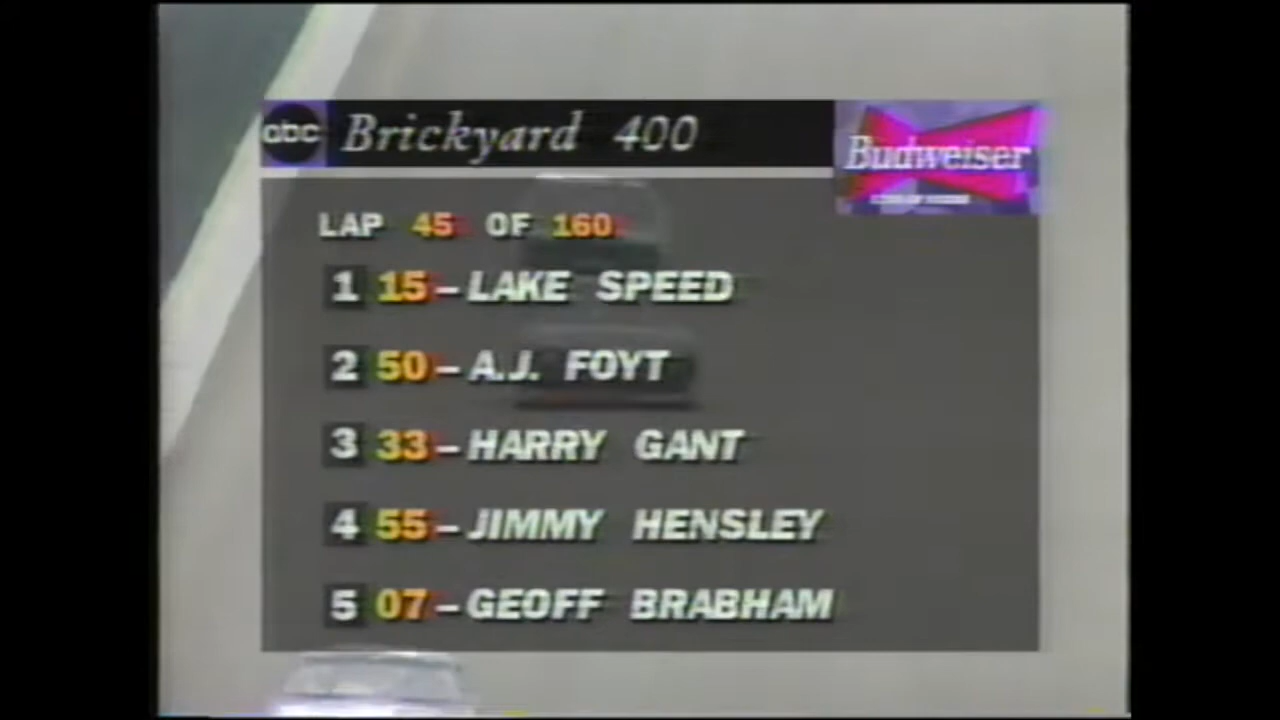 abc Brickyard 400
Budweiser
LAP 45 OF 160
1 15 - LAKE SPEED
2 50 - A.J. FOYT
3 33 - HARRY GANT
4 55 - JIMMY HENSLEY
5 07 - GEOFF BRABHAM